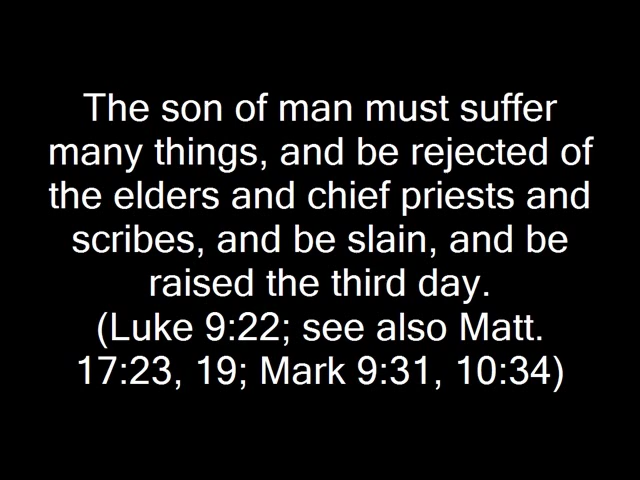 The son of man must suffer
many things, and be rejected of
the elders and chief priests and
scribes, and be slain, and be
raised the third day.
(Luke 9:22; see also Matt.
17:23, 19; Mark 9:31, 10:34)